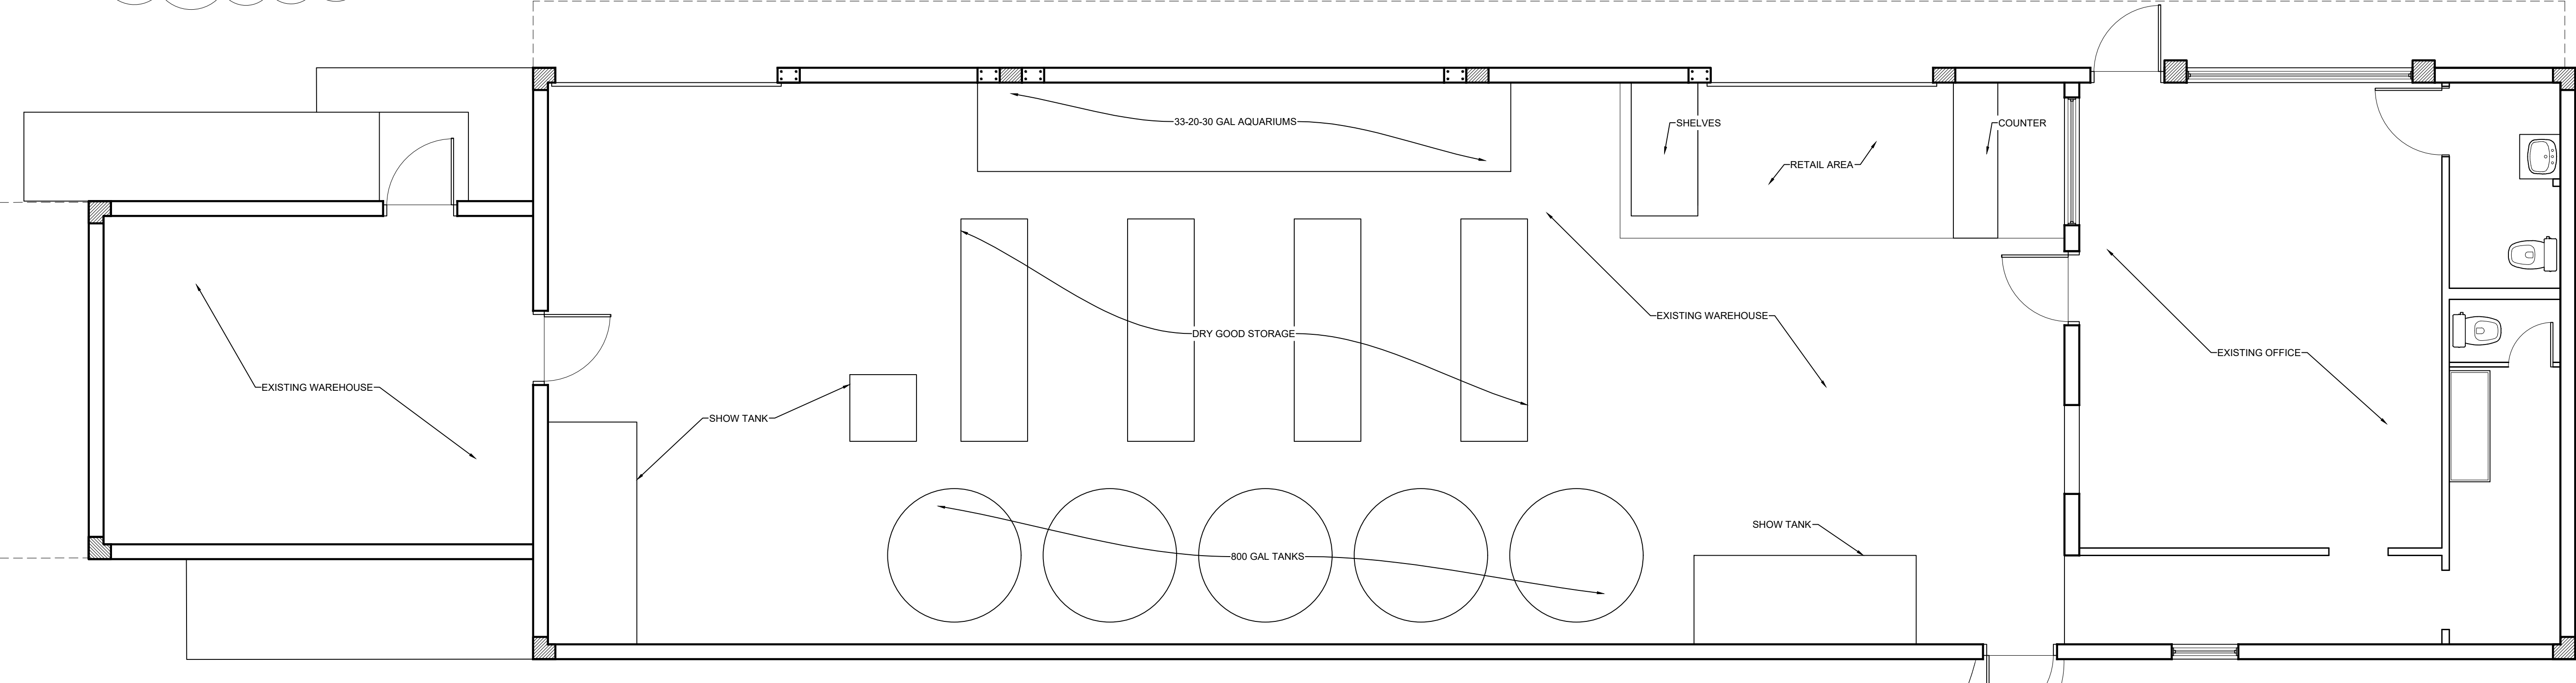 33-20-30 GAL AQUARIUMS
SHELVES
COUNTER
RETAIL AREA
EXISTING WAREHOUSE
DRY GOOD STORAGE
EXISTING OFFICE
EXISTING WAREHOUSE
SHOW TANK
SHOW TANK
800 GAL TANKS